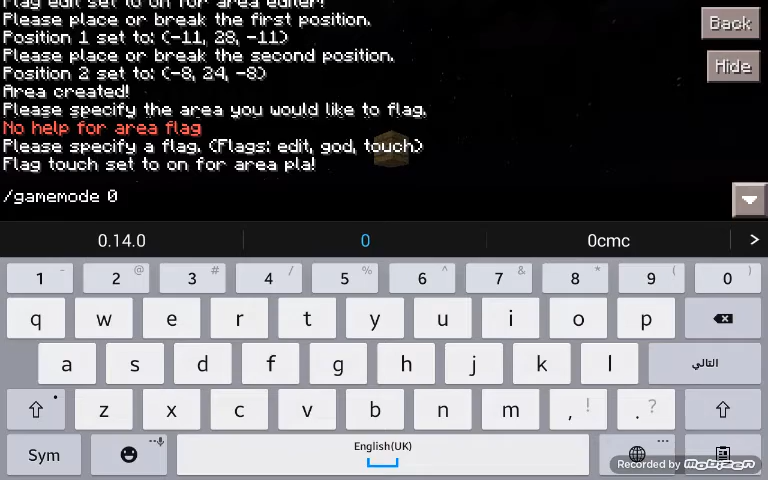 Flag edit set to on for area editer!
Please place or break the first position.
Position 1 set to: (-11, 28, -11)
Please place or break the second position.
Position 2 set to: (-8, 24, -8)
Area created!
Please specify the area you would like to flag.
No help for area flag
Please specify a flag. (Flags: edit, god, touch)
Flag touch set to on for area pla!
/gamemode 0
Back
Hide
0.14.0 0 0cmc >
1 - 2 @ 3 # 4 / 5 % 6 ^ 7 & 8 * 9 ( 0 )
q w e r t y u i o p
a s d f g h j k l التالي
z x c v b n m , ! . ?
Sym English(UK)
Recorded by mobizen